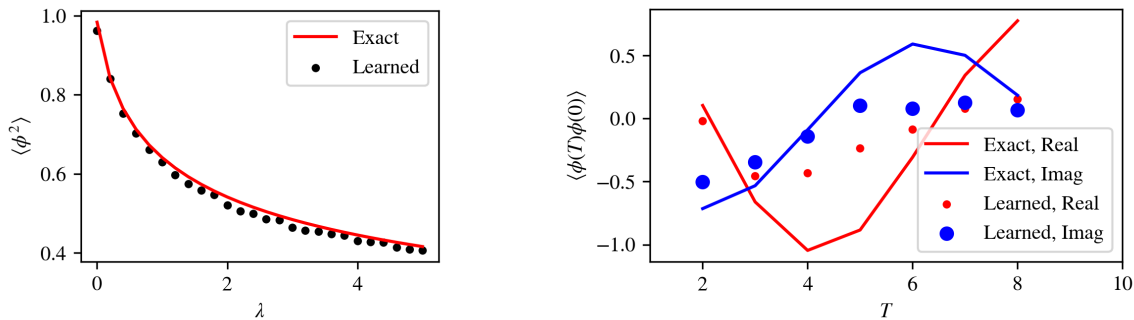 1.0
0.8
0.6
0.4
⟨ϕ²⟩
0
2
4
λ
Exact
Learned
0.5
0.0
−0.5
−1.0
⟨ϕ(T)ϕ(0)⟩
2
4
6
8
10
T
Exact, Real
Exact, Imag
Learned, Real
Learned, Imag